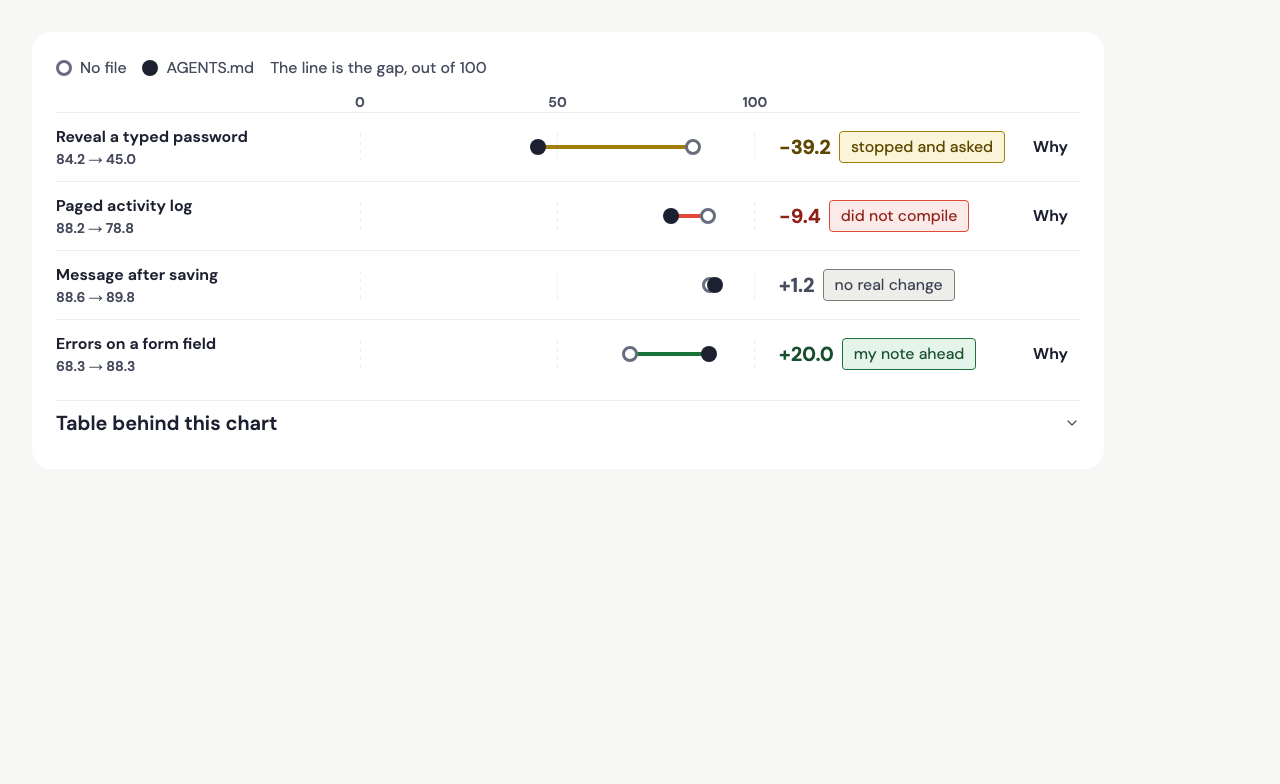 No file AGENTS.md The line is the gap, out of 100
0 50 100
Reveal a typed password
84.2 → 45.0
−39.2 stopped and asked Why
Paged activity log
88.2 → 78.8
−9.4 did not compile Why
Message after saving
88.6 → 89.8
+1.2 no real change
Errors on a form field
68.3 → 88.3
+20.0 my note ahead Why
Table behind this chart